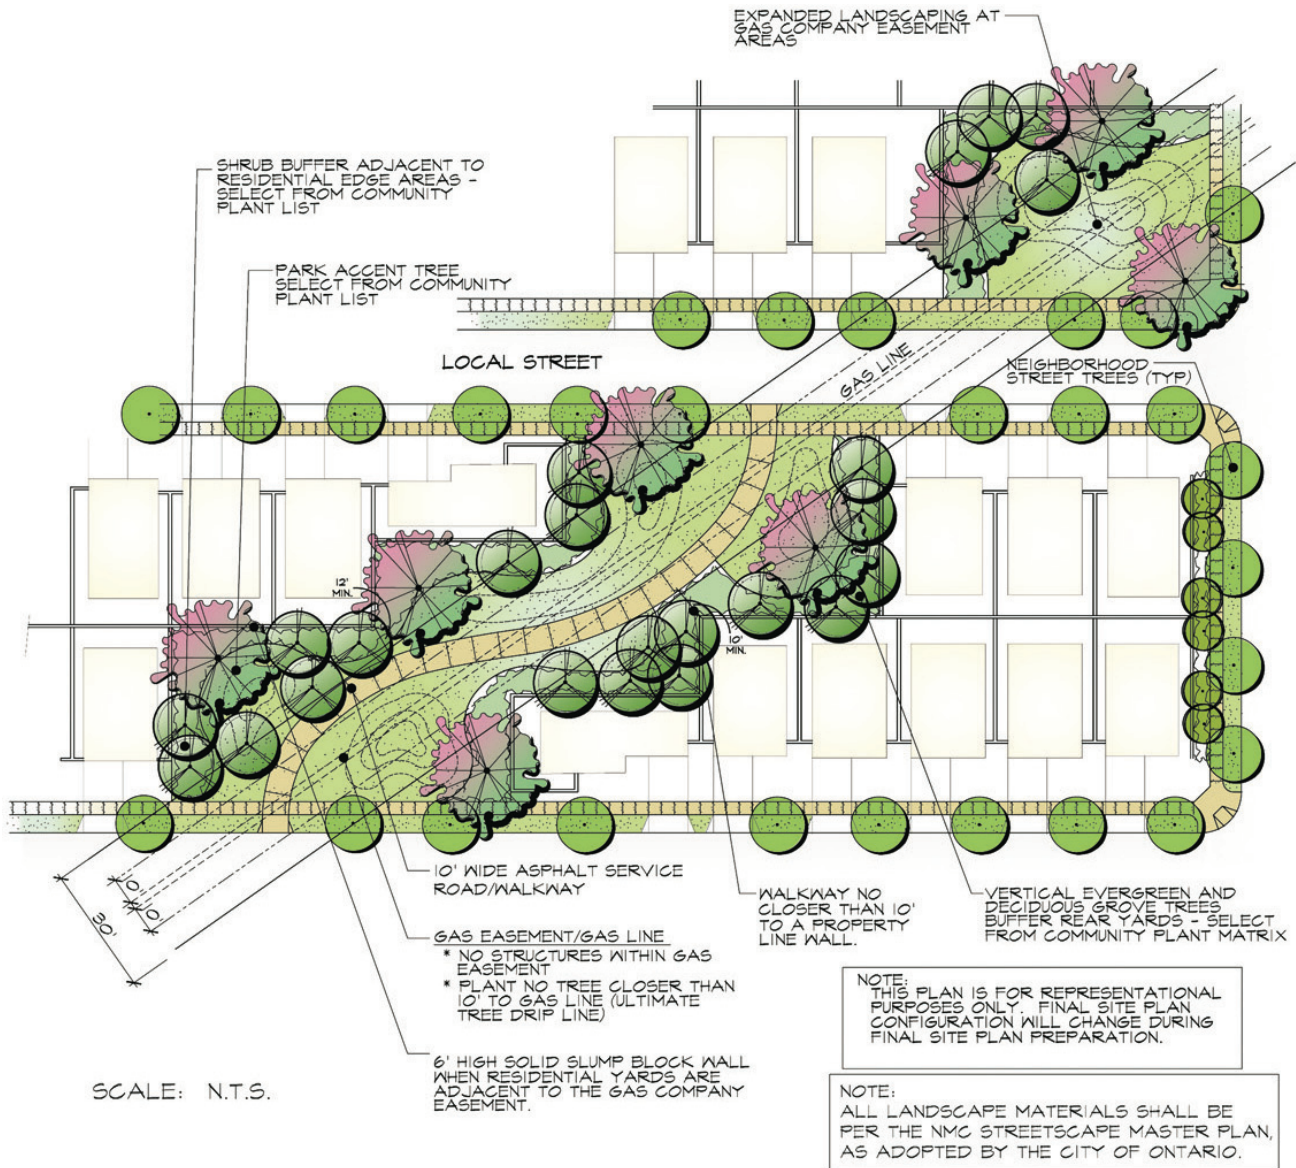 EXPANDED LANDSCAPING AT
GAS COMPANY EASEMENT
AREAS
SHRUB BUFFER ADJACENT TO
RESIDENTIAL EDGE AREAS -
SELECT FROM COMMUNITY
PLANT LIST
PARK ACCENT TREE
SELECT FROM COMMUNITY
PLANT LIST
LOCAL STREET
GAS LINE
NEIGHBORHOOD
STREET TREES (TYP)
12'
MIN.
10'
MIN.
10'
10'
30'
10' WIDE ASPHALT SERVICE
ROAD/WALKWAY
GAS EASEMENT/GAS LINE
* NO STRUCTURES WITHIN GAS
EASEMENT
* PLANT NO TREE CLOSER THAN
10' TO GAS LINE (ULTIMATE
TREE DRIP LINE)
6' HIGH SOLID SLUMP BLOCK WALL
WHEN RESIDENTIAL YARDS ARE
ADJACENT TO THE GAS COMPANY
EASEMENT.
WALKWAY NO
CLOSER THAN 10'
TO A PROPERTY
LINE WALL.
VERTICAL EVERGREEN AND
DECIDUOUS GROVE TREES
BUFFER REAR YARDS - SELECT
FROM COMMUNITY PLANT MATRIX
NOTE:
THIS PLAN IS FOR REPRESENTATIONAL
PURPOSES ONLY. FINAL SITE PLAN
CONFIGURATION WILL CHANGE DURING
FINAL SITE PLAN PREPARATION.
SCALE: N.T.S.
NOTE:
ALL LANDSCAPE MATERIALS SHALL BE
PER THE NMC STREETSCAPE MASTER PLAN,
AS ADOPTED BY THE CITY OF ONTARIO.